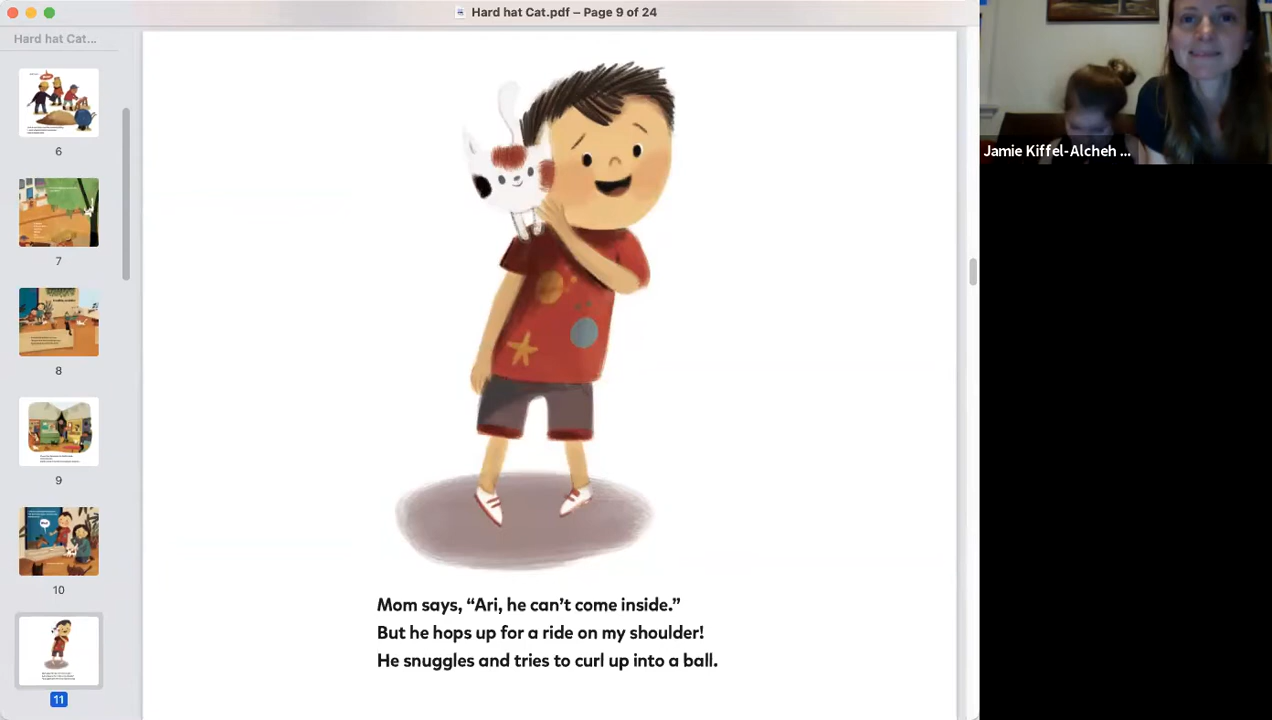 Hard hat Cat.pdf – Page 9 of 24
Hard hat Cat...
6
7
8
9
10
11
Mom says, “Ari, he can’t come inside.”
But he hops up for a ride on my shoulder!
He snuggles and tries to curl up into a ball.
Jamie Kiffel-Alcheh ...